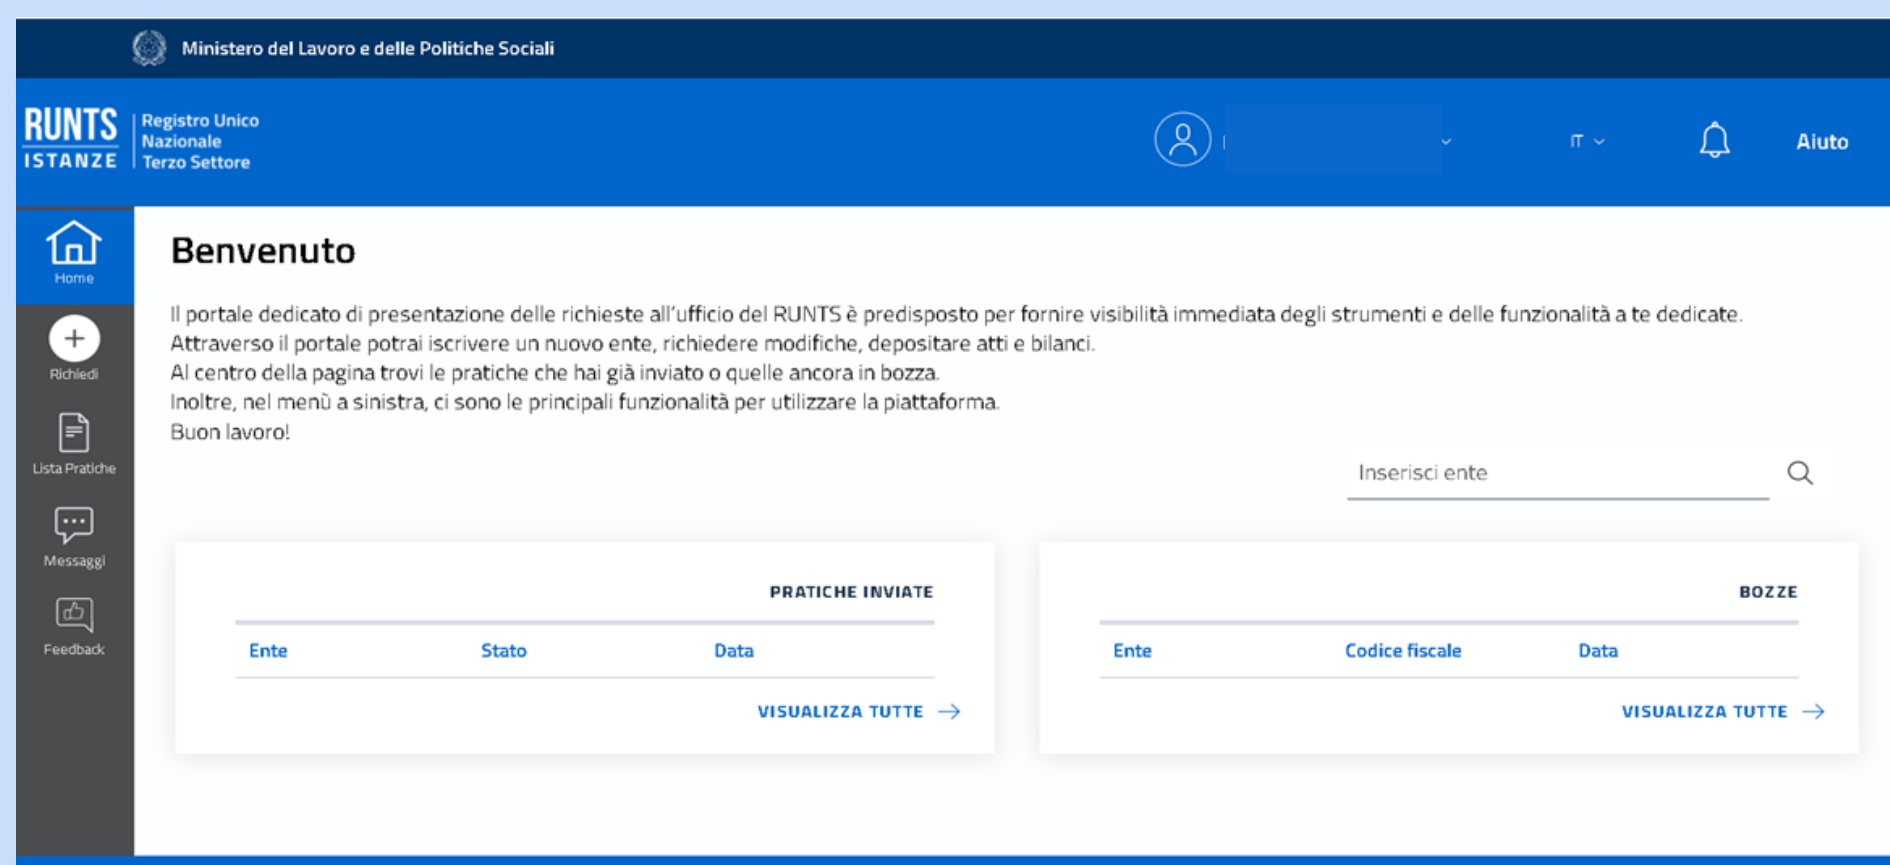 Ministero del Lavoro e delle Politiche Sociali
RUNTS
ISTANZE
Registro Unico
Nazionale
Terzo Settore
IT
Aiuto
Home
Richiedi
Lista Pratiche
Messaggi
Feedback
Benvenuto
Il portale dedicato di presentazione delle richieste all'ufficio del RUNTS è predisposto per fornire visibilità immediata degli strumenti e delle funzionalità a te dedicate.
Attraverso il portale potrai iscrivere un nuovo ente, richiedere modifiche, depositare atti e bilanci.
Al centro della pagina trovi le pratiche che hai già inviato o quelle ancora in bozza.
Inoltre, nel menù a sinistra, ci sono le principali funzionalità per utilizzare la piattaforma.
Buon lavoro!
Inserisci ente
PRATICHE INVIATE
Ente Stato Data
VISUALIZZA TUTTE
BOZZE
Ente Codice fiscale Data
VISUALIZZA TUTTE